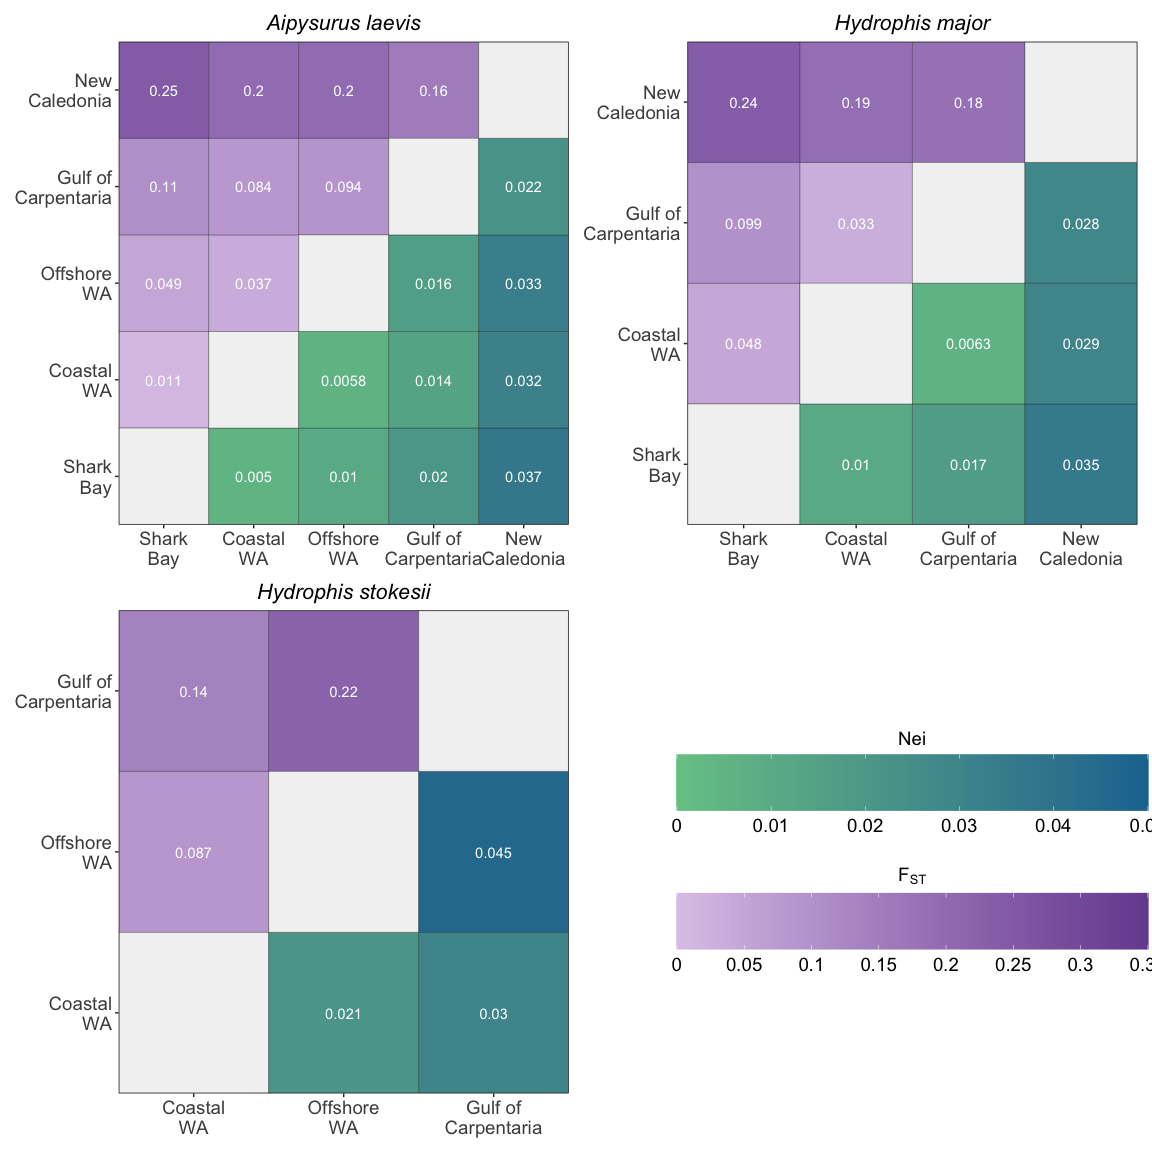 Aipysurus laevis
New
Caledonia
0.25 0.2 0.2 0.16
Gulf of
Carpentaria
0.11 0.084 0.094 0.022
Offshore
WA
0.049 0.037 0.016 0.033
Coastal
WA
0.011 0.0058 0.014 0.032
Shark
Bay
0.005 0.01 0.02 0.037
Shark Coastal Offshore Gulf of New
Bay WA WA Carpentaria Caledonia
Hydrophis major
New
Caledonia
0.24 0.19 0.18
Gulf of
Carpentaria
0.099 0.033 0.028
Coastal
WA
0.048 0.0063 0.029
Shark
Bay
0.01 0.017 0.035
Shark Coastal Gulf of New
Bay WA Carpentaria Caledonia
Hydrophis stokesii
Gulf of
Carpentaria
0.14 0.22
Offshore
WA
0.087 0.045
Coastal
WA
0.021 0.03
Coastal Offshore Gulf of
WA WA Carpentaria
Nei
0 0.01 0.02 0.03 0.04
FST
0 0.05 0.1 0.15 0.2 0.25 0.3